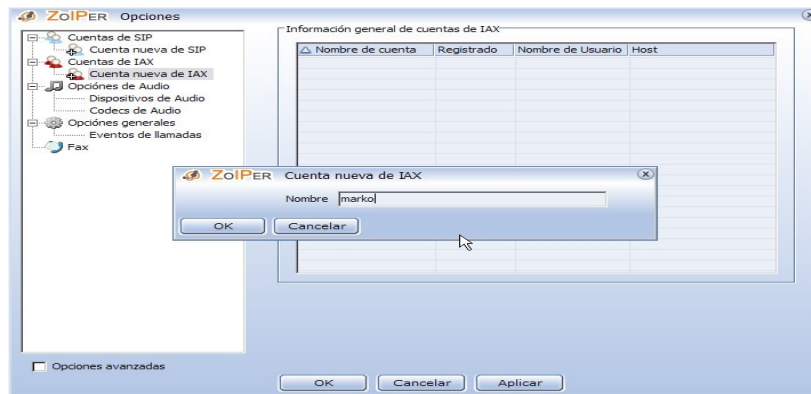 ZOIPER Opciones
Cuentas de SIP
Cuenta nueva de SIP
Cuentas de IAX
Cuenta nueva de IAX
Opciónes de Audio
Dispositivos de Audio
Codecs de Audio
Opciónes generales
Eventos de llamadas
Fax
Opciones avanzadas
Información general de cuentas de IAX
Nombre de cuenta Registrado Nombre de Usuario Host
ZOIPER Cuenta nueva de IAX
Nombre marko
OK Cancelar
OK Cancelar Aplicar